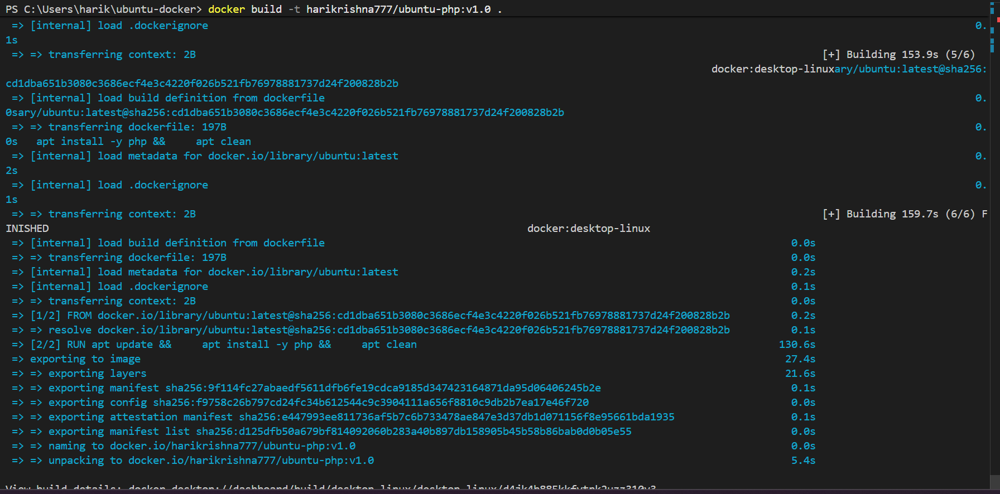 PS C:\Users\harik\ubuntu-docker> docker build -t harikrishna777/ubuntu-php:v1.0 .
=> [internal] load .dockerignore 0.
1s
=> => transferring context: 2B [+] Building 153.9s (5/6)
docker:desktop-linuxary/ubuntu:latest@sha256:
cd1dba651b3080c3686ecf4e3c4220f026b521fb76978881737d24f200828b2b
=> [internal] load build definition from dockerfile 0.
0sary/ubuntu:latest@sha256:cd1dba651b3080c3686ecf4e3c4220f026b521fb76978881737d24f200828b2b
=> => transferring dockerfile: 197B 0.
0s   apt install -y php &&     apt clean
=> [internal] load metadata for docker.io/library/ubuntu:latest 0.
2s
=> [internal] load .dockerignore 0.
1s
=> => transferring context: 2B [+] Building 159.7s (6/6) F
INISHED docker:desktop-linux
=> [internal] load build definition from dockerfile 0.0s
=> => transferring dockerfile: 197B 0.0s
=> [internal] load metadata for docker.io/library/ubuntu:latest 0.2s
=> [internal] load .dockerignore 0.1s
=> => transferring context: 2B 0.0s
=> [1/2] FROM docker.io/library/ubuntu:latest@sha256:cd1dba651b3080c3686ecf4e3c4220f026b521fb76978881737d24f200828b2b 0.2s
=> => resolve docker.io/library/ubuntu:latest@sha256:cd1dba651b3080c3686ecf4e3c4220f026b521fb76978881737d24f200828b2b 0.1s
=> [2/2] RUN apt update &&     apt install -y php &&     apt clean 130.6s
=> exporting to image 27.4s
=> => exporting layers 21.6s
=> => exporting manifest sha256:9f114fc27abaedf5611dfb6fe19cdca9185d347423164871da95d06406245b2e 0.1s
=> => exporting config sha256:f9758c26b797cd24fc34b612544c9c3904111a656f8810c9db2b7ea17e46f720 0.0s
=> => exporting attestation manifest sha256:e447993ee811736af5b7c6b733478ae847e3d37db1d071156f8e95661bda1935 0.1s
=> => exporting manifest list sha256:d125dfb50a679bf814092060b283a40b897db158905b45b58b86bab0d0b05e55 0.0s
=> => naming to docker.io/harikrishna777/ubuntu-php:v1.0 0.0s
=> => unpacking to docker.io/harikrishna777/ubuntu-php:v1.0 5.4s
View build details: